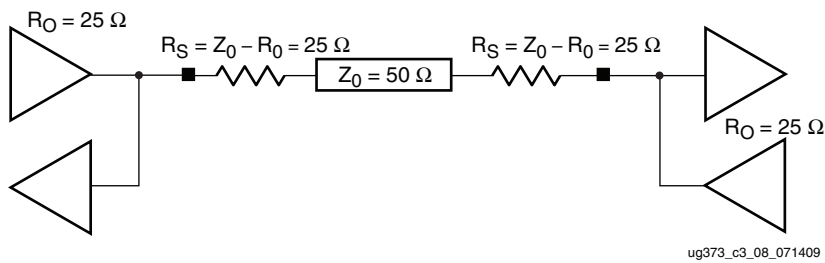 R_O = 25 Ω
R_S = Z_0 – R_0 = 25 Ω
R_S = Z_0 – R_0 = 25 Ω
Z_0 = 50 Ω
R_O = 25 Ω
ug373_c3_08_071409